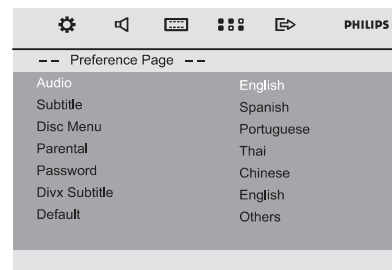 PHILIPS
-- Preference Page --
Audio English
Subtitle Spanish
Disc Menu Portuguese
Parental Thai
Password Chinese
Divx Subtitle English
Default Others